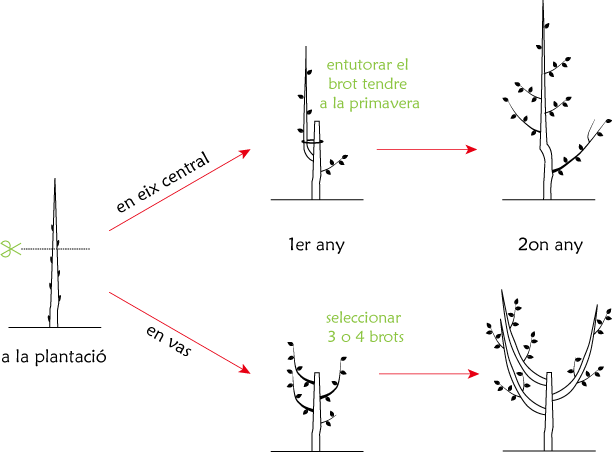 entutorar el
brot tendre
a la primavera
en eix central
1er any
2on any
a la plantació
en vas
seleccionar
3 o 4 brots